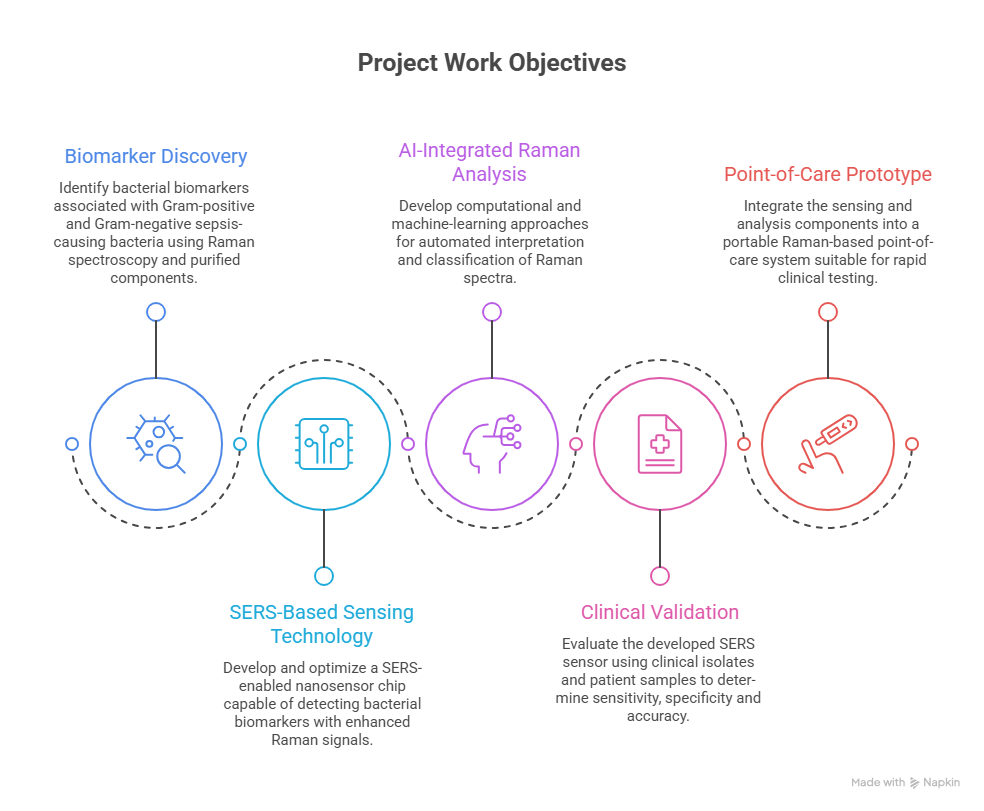 Project Work Objectives
Biomarker Discovery
Identify bacterial biomarkers
associated with Gram-positive
and Gram-negative sepsis-
causing bacteria using Raman
spectroscopy and purified
components.
AI-Integrated Raman
Analysis
Develop computational and
machine-learning approaches
for automated interpretation
and classification of Raman
spectra.
Point-of-Care Prototype
Integrate the sensing and
analysis components into a
portable Raman-based point-of-
care system suitable for rapid
clinical testing.
SERS-Based Sensing
Technology
Develop and optimize a SERS-
enabled nanosensor chip
capable of detecting bacterial
biomarkers with enhanced
Raman signals.
Clinical Validation
Evaluate the developed SERS
sensor using clinical isolates
and patient samples to deter-
mine sensitivity, specificity and
accuracy.
Made with Napkin